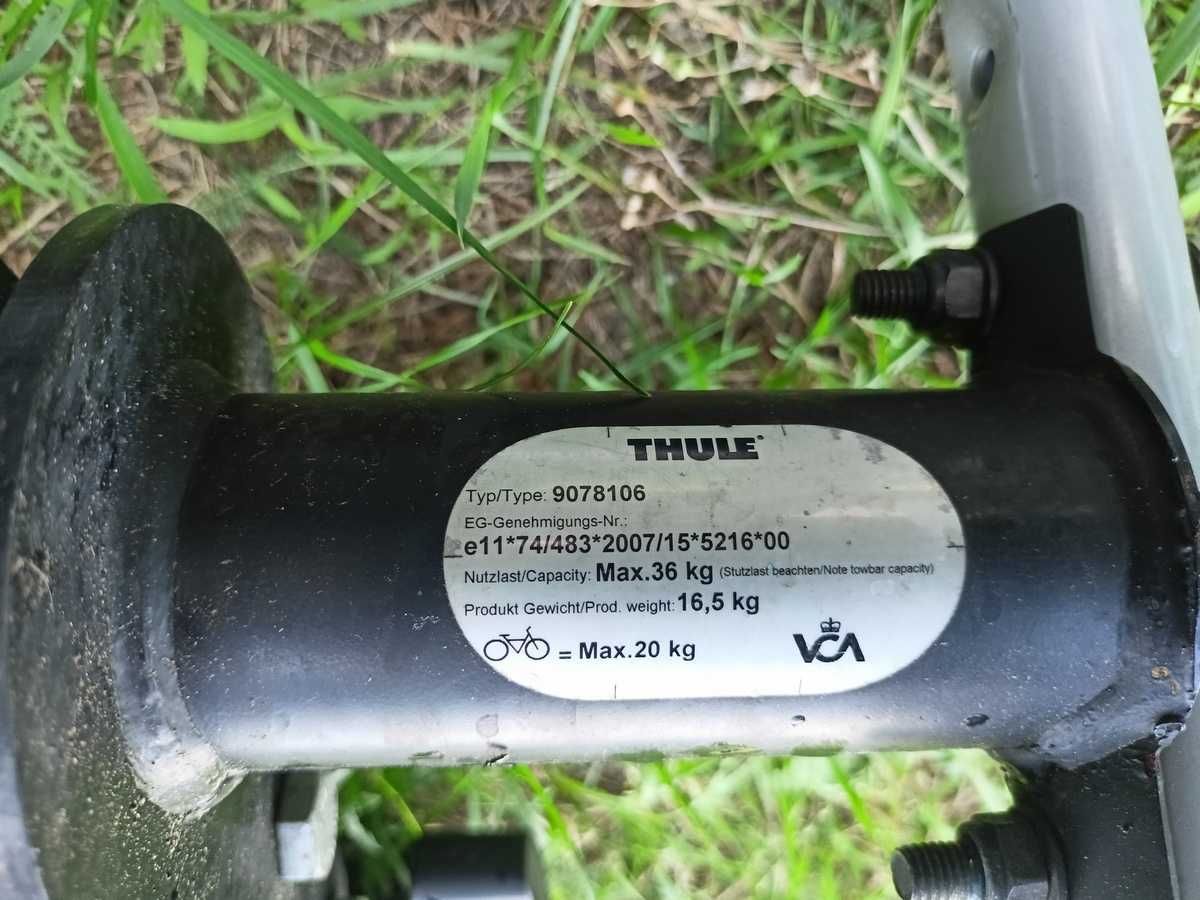 THULE®
Typ/Type: 9078106
EG-Genehmigungs-Nr.:
e11*74/483*2007/15*5216*00
Nutzlast/Capacity: Max.36 kg (Stutzlast beachten/Note towbar capacity)
Produkt Gewicht/Prod. weight: 16,5 kg
= Max.20 kg
VCA